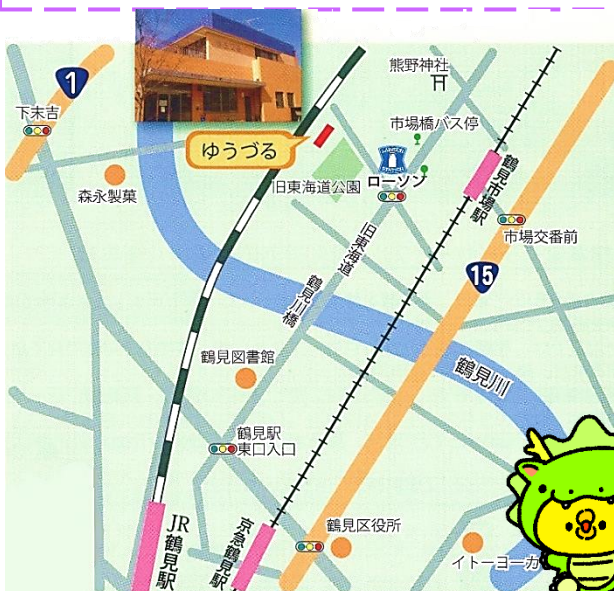 1
下末吉
森永製菓
ゆうづる
熊野神社
市場橋バス停
旧東海道公園
ローソン
鶴見市場駅
市場交番前
15
旧東海道
鶴見川橋
鶴見川
鶴見図書館
鶴見駅
東口入口
JR
鶴見駅
京急鶴見駅
鶴見区役所
イトーヨーカ